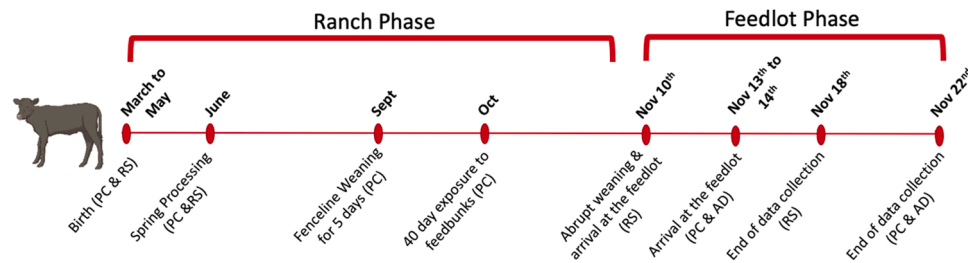 Ranch Phase
Feedlot Phase
March to
May
June
Sept
Oct
Nov 10th
Nov 13th to
14th
Nov 18th
Nov 22nd
Birth (PC & RS)
Spring Processing
(PC &RS)
Fenceline Weaning
for 5 days (PC)
40 day exposure to
feedbunks (PC)
Abrupt weaning &
arrival at the feedlot
(RS)
Arrival at the feedlot
(PC & AD)
End of data collection
(RS)
End of data collection
(PC & AD)